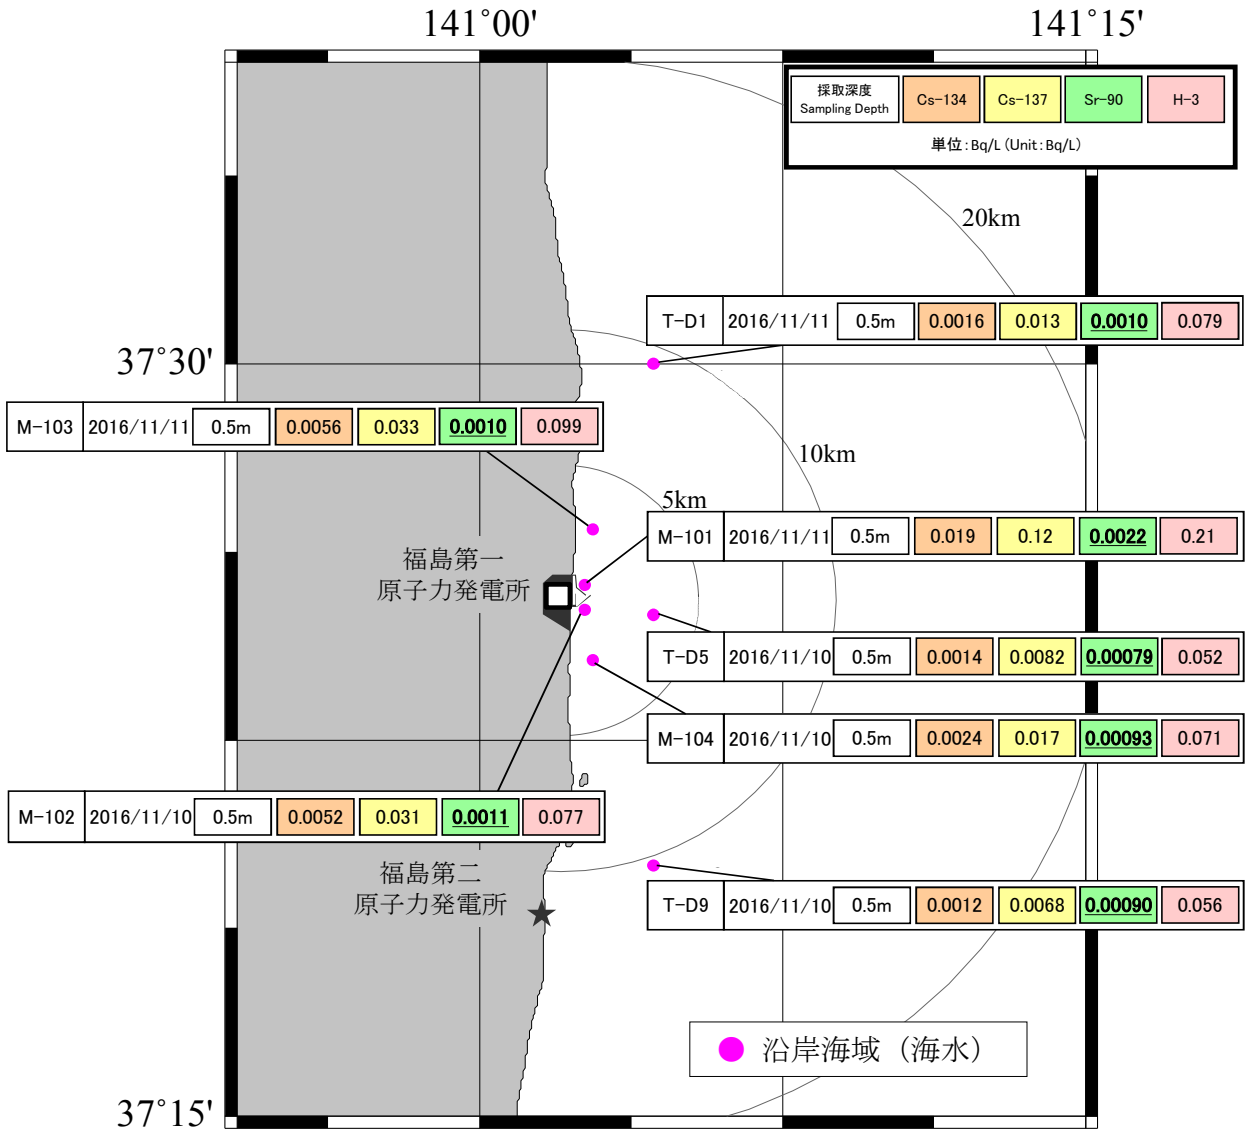 141°00'
141°15'
採取深度
Sampling Depth
Cs-134
Cs-137
Sr-90
H-3
単位:Bq/L (Unit:Bq/L)
20km
T-D1 2016/11/11 0.5m 0.0016 0.013 0.0010 0.079
37°30'
M-103 2016/11/11 0.5m 0.0056 0.033 0.0010 0.099
10km
5km
M-101 2016/11/11 0.5m 0.019 0.12 0.0022 0.21
福島第一
原子力発電所
T-D5 2016/11/10 0.5m 0.0014 0.0082 0.00079 0.052
M-104 2016/11/10 0.5m 0.0024 0.017 0.00093 0.071
M-102 2016/11/10 0.5m 0.0052 0.031 0.0011 0.077
福島第二
原子力発電所
T-D9 2016/11/10 0.5m 0.0012 0.0068 0.00090 0.056
沿岸海域（海水）
37°15'